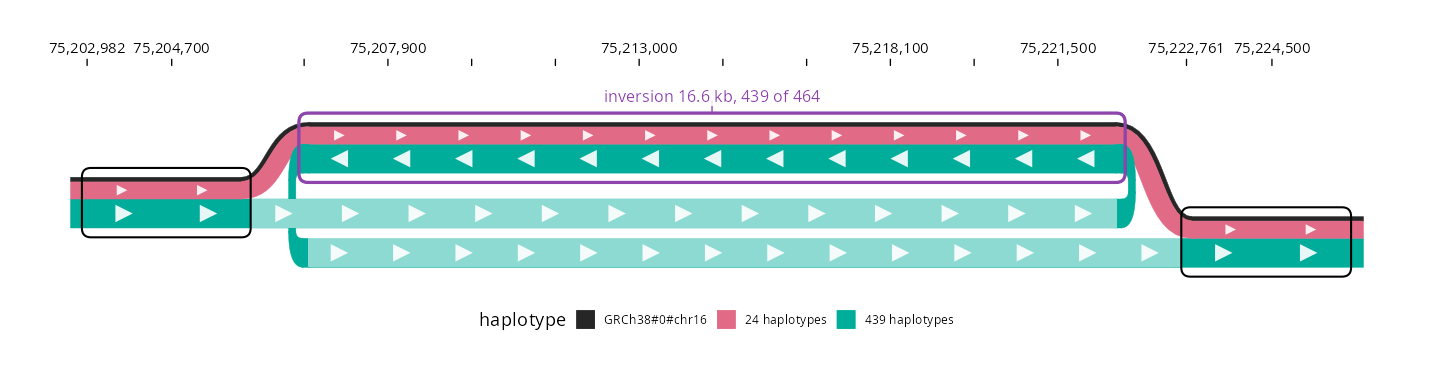 75,202,982 75,204,700 75,207,900 75,213,000 75,218,100 75,221,500 75,222,761 75,224,500
inversion 16.6 kb, 439 of 464
haplotype GRCh38#0#chr16 24 haplotypes 439 haplotypes